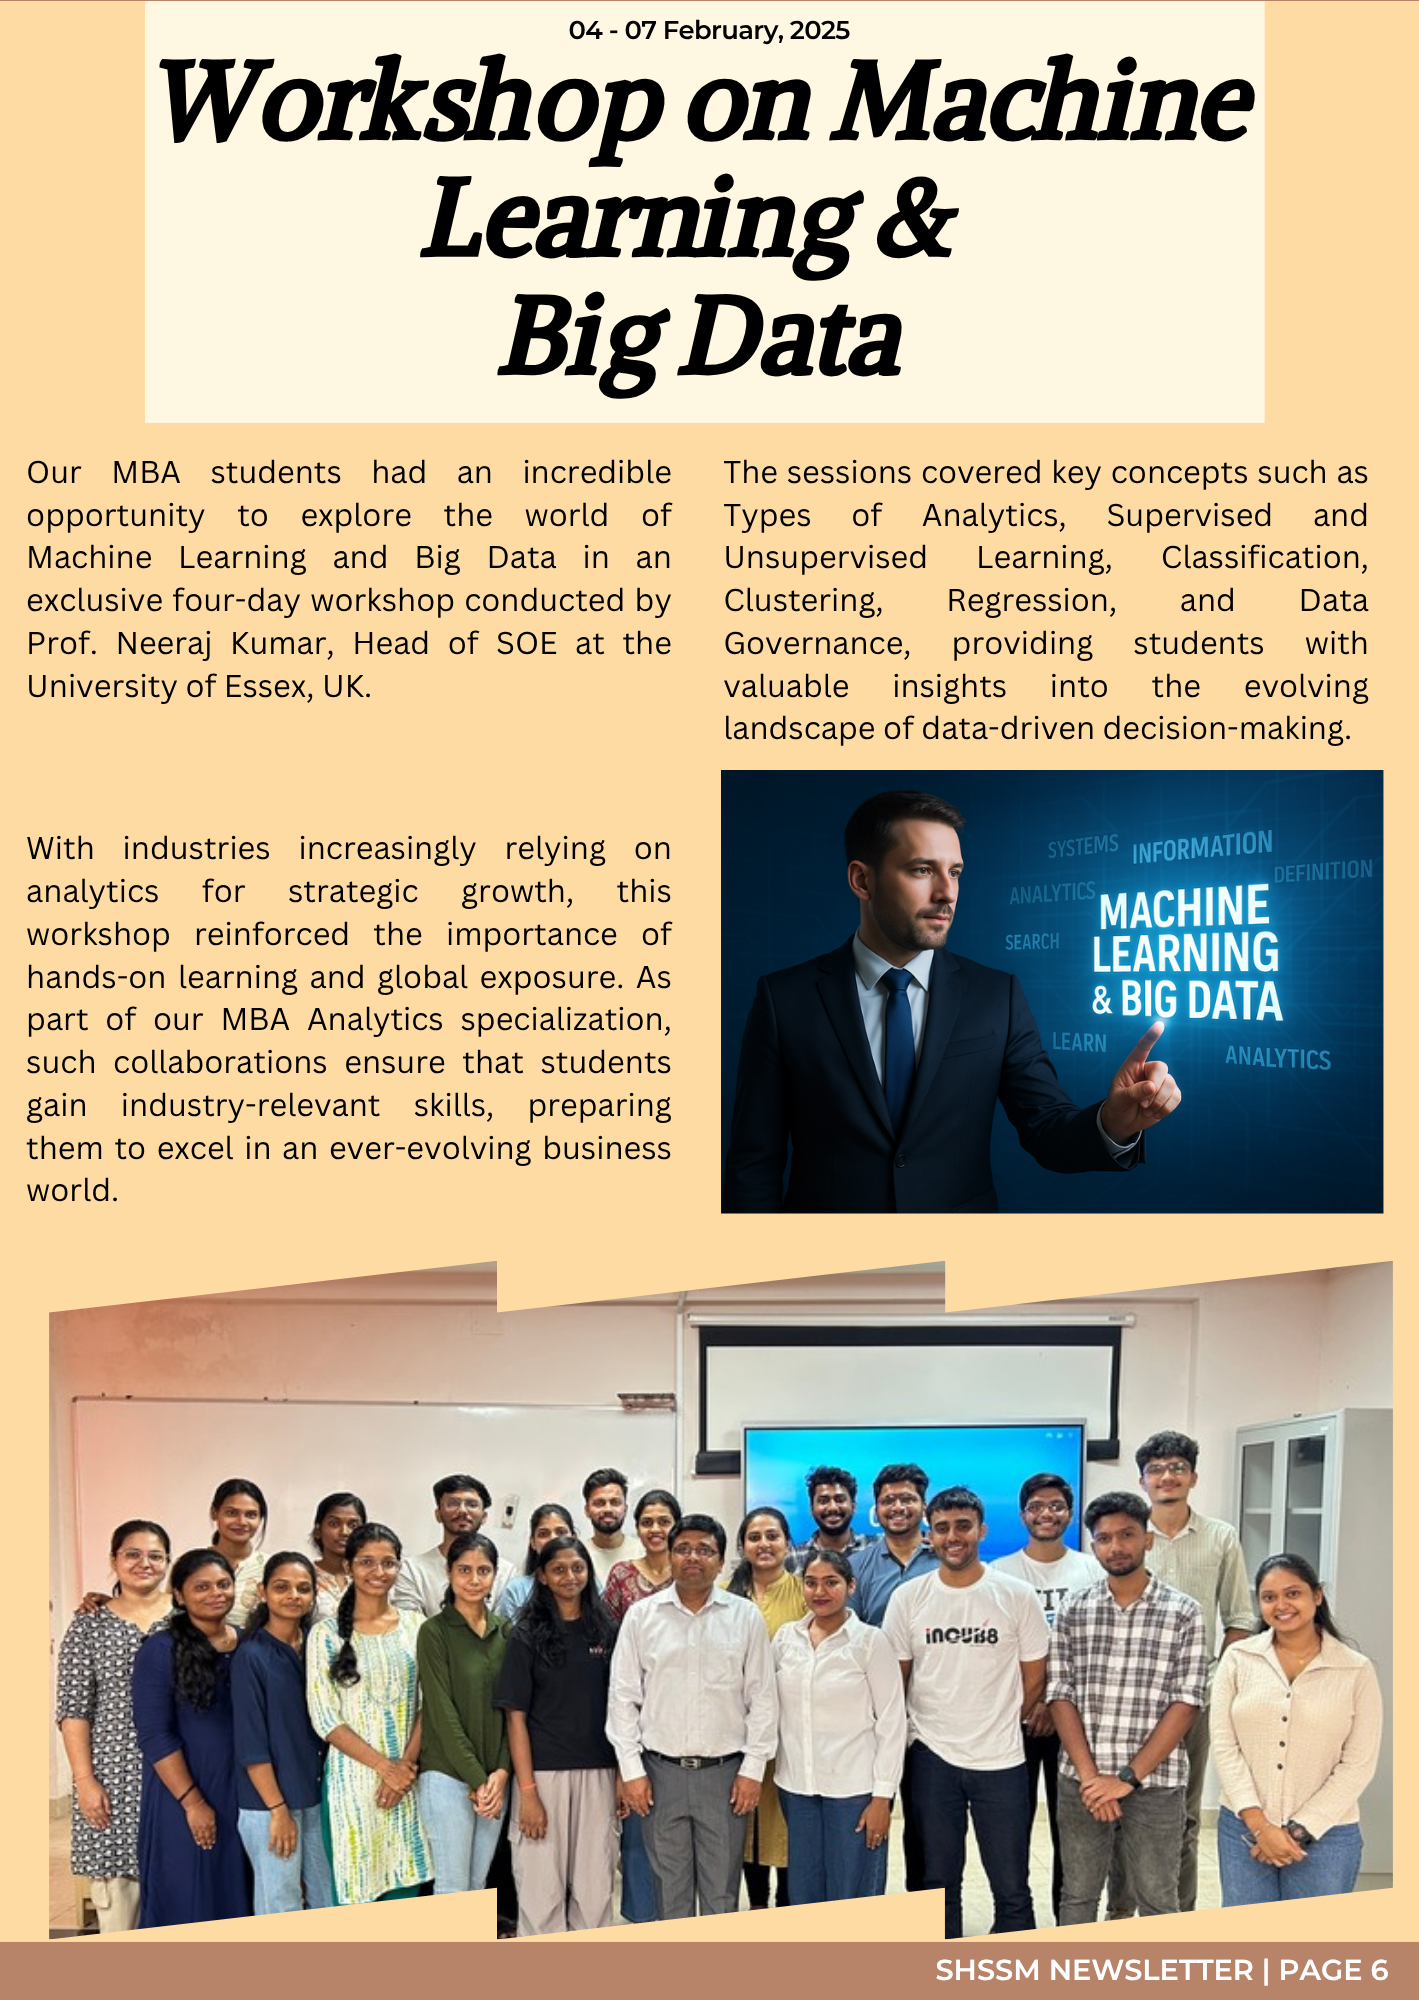 04 - 07 February, 2025
Workshop on Machine
Learning &
Big Data
Our MBA students had an incredible
opportunity to explore the world of
Machine Learning and Big Data in an
exclusive four-day workshop conducted by
Prof. Neeraj Kumar, Head of SOE at the
University of Essex, UK.
With industries increasingly relying on
analytics for strategic growth, this
workshop reinforced the importance of
hands-on learning and global exposure. As
part of our MBA Analytics specialization,
such collaborations ensure that students
gain industry-relevant skills, preparing
them to excel in an ever-evolving business
world.
The sessions covered key concepts such as
Types of Analytics, Supervised and
Unsupervised Learning, Classification,
Clustering, Regression, and Data
Governance, providing students with
valuable insights into the evolving
landscape of data-driven decision-making.
SYSTEMS INFORMATION
DEFINITION
ANALYTICS
MACHINE
LEARNING
& BIG DATA
SEARCH
LEARN
ANALYTICS
INCUB8
SHSSM NEWSLETTER | PAGE 6